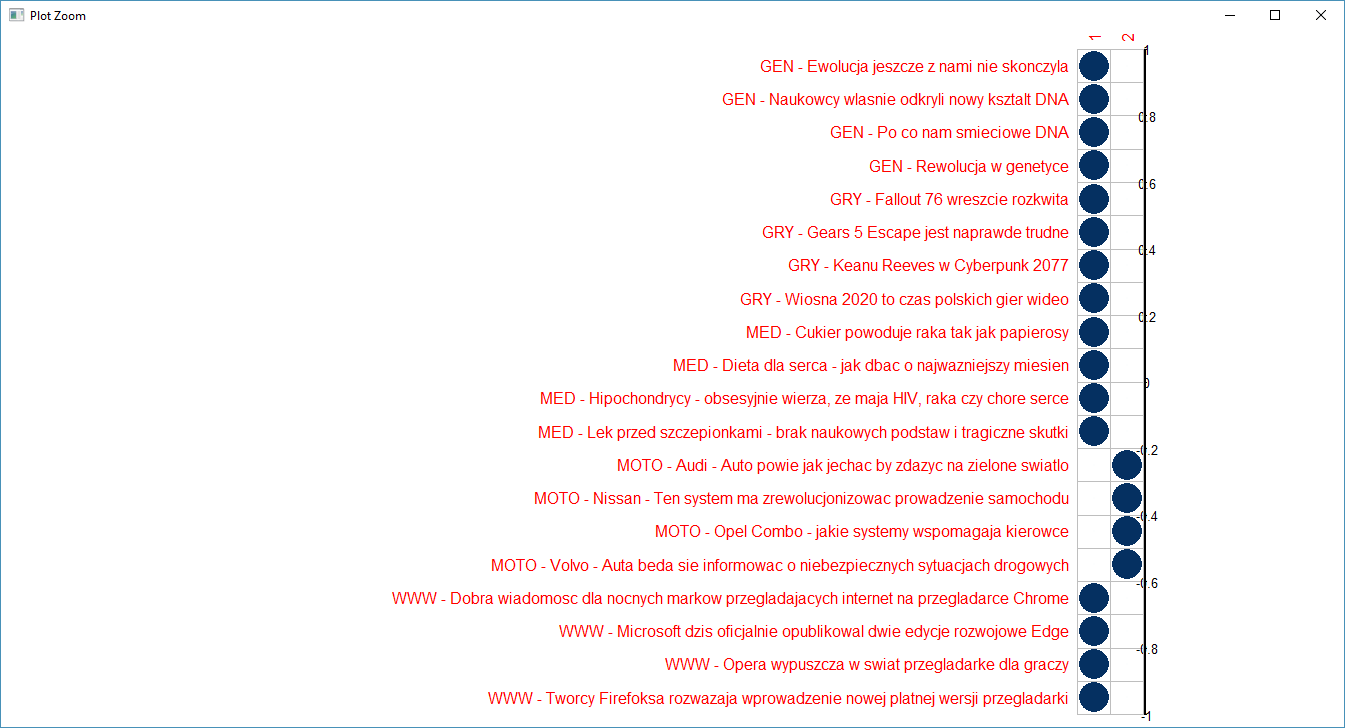 Plot Zoom
1 2
1
GEN - Ewolucja jeszcze z nami nie skonczyla
GEN - Naukowcy wlasnie odkryli nowy ksztalt DNA
0.8
GEN - Po co nam smieciowe DNA
GEN - Rewolucja w genetyce
0.6
GRY - Fallout 76 wreszcie rozkwita
GRY - Gears 5 Escape jest naprawde trudne
0.4
GRY - Keanu Reeves w Cyberpunk 2077
GRY - Wiosna 2020 to czas polskich gier wideo
0.2
MED - Cukier powoduje raka tak jak papierosy
MED - Dieta dla serca - jak dbac o najwazniejszy miesien
0
MED - Hipochondrycy - obsesyjnie wierza, ze maja HIV, raka czy chore serce
MED - Lek przed szczepionkami - brak naukowych podstaw i tragiczne skutki
-0.2
MOTO - Audi - Auto powie jak jechac by zdazyc na zielone swiatlo
MOTO - Nissan - Ten system ma zrewolucjonizowac prowadzenie samochodu
-0.4
MOTO - Opel Combo - jakie systemy wspomagaja kierowce
MOTO - Volvo - Auta beda sie informowac o niebezpiecznych sytuacjach drogowych
-0.6
WWW - Dobra wiadomosc dla nocnych markow przegladajacych internet na przegladarce Chrome
WWW - Microsoft dzis oficjalnie opublikowal dwie edycje rozwojowe Edge
-0.8
WWW - Opera wypuszcza w swiat przegladarke dla graczy
WWW - Tworcy Firefoksa rozwazaja wprowadzenie nowej platnej wersji przegladarki
-1